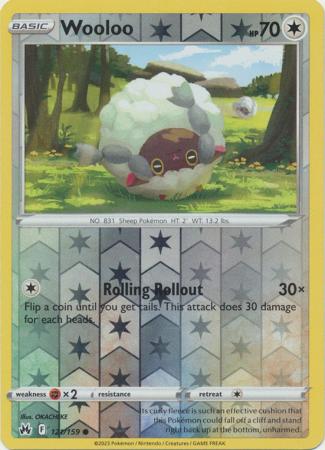 BASIC Wooloo HP 70
NO. 831 Sheep Pokémon HT: 2' WT: 13.2 lbs.
Rolling Rollout 30×
Flip a coin until you get tails. This attack does 30 damage
for each heads.
weakness ×2 resistance retreat
Illus. OKACHEKE
121/159
Its curly fleece is such an effective cushion that
this Pokémon could fall off a cliff and stand
right back up at the bottom, unharmed.
©2023 Pokémon / Nintendo / Creatures / GAME FREAK